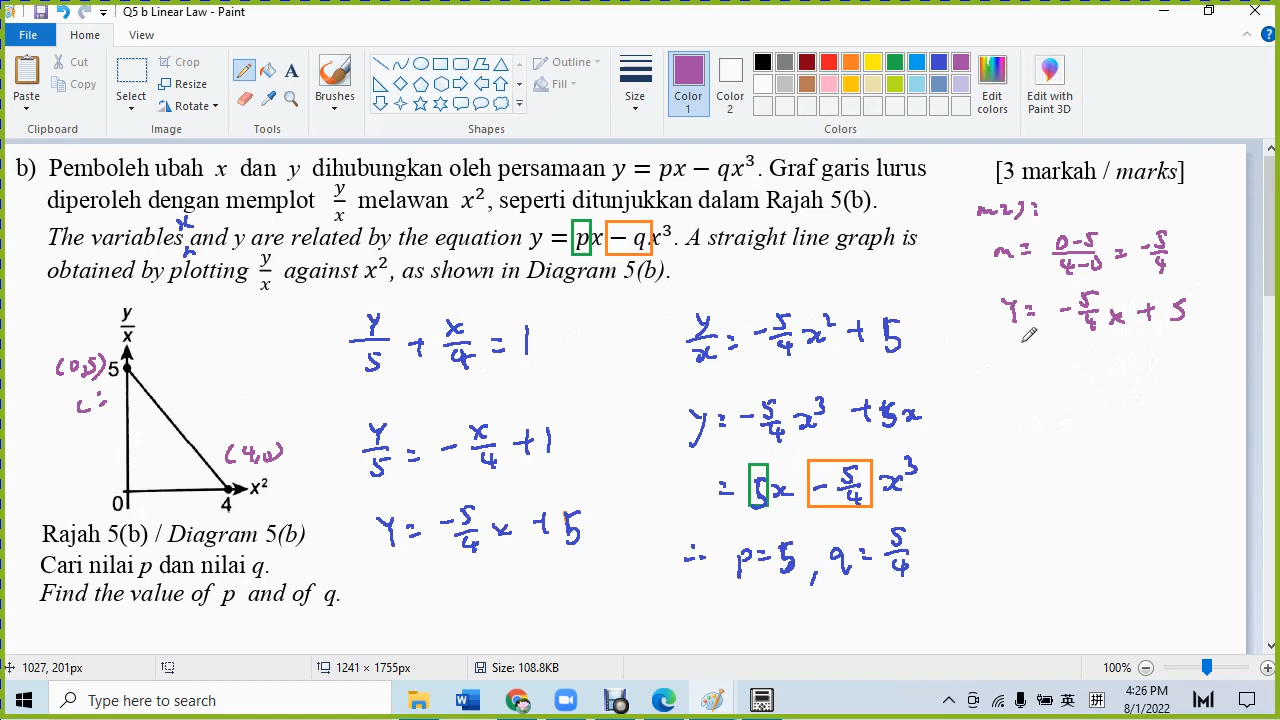 Q5 b Linear Law - Paint
File Home View
Paste Cut Copy Clipboard
Select Crop Resize Rotate Image
Tools
Brushes
Outline Fill Shapes
Size
Color 1 Color 2 Edit colors Colors
Edit with Paint 3D
b) Pemboleh ubah x dan y dihubungkan oleh persamaan y = px − qx³. Graf garis lurus
[3 markah / marks]
diperoleh dengan memplot y/x melawan x², seperti ditunjukkan dalam Rajah 5(b).
The variables x and y are related by the equation y = px − qx³. A straight line graph is
obtained by plotting y/x against x², as shown in Diagram 5(b).
y/x
(0,5) 5
c =
(4,0)
0 4 x²
Rajah 5(b) / Diagram 5(b)
Cari nilai p dan nilai q.
Find the value of p and of q.
Y/5 + x/4 = 1
Y/5 = - x/4 + 1
Y = -5/4 x + 5
y/x = -5/4 x² + 5
y = -5/4 x³ + 5x
= 5x - 5/4 x³
∴ p = 5, q = 5/4
m2):
m = 0-5/4-0 = -5/4
Y = -5/4 x + 5
1027, 201px 1241 × 1755px Size: 108.8KB 100%
Type here to search
英 拼
4:26 PM
8/1/2022